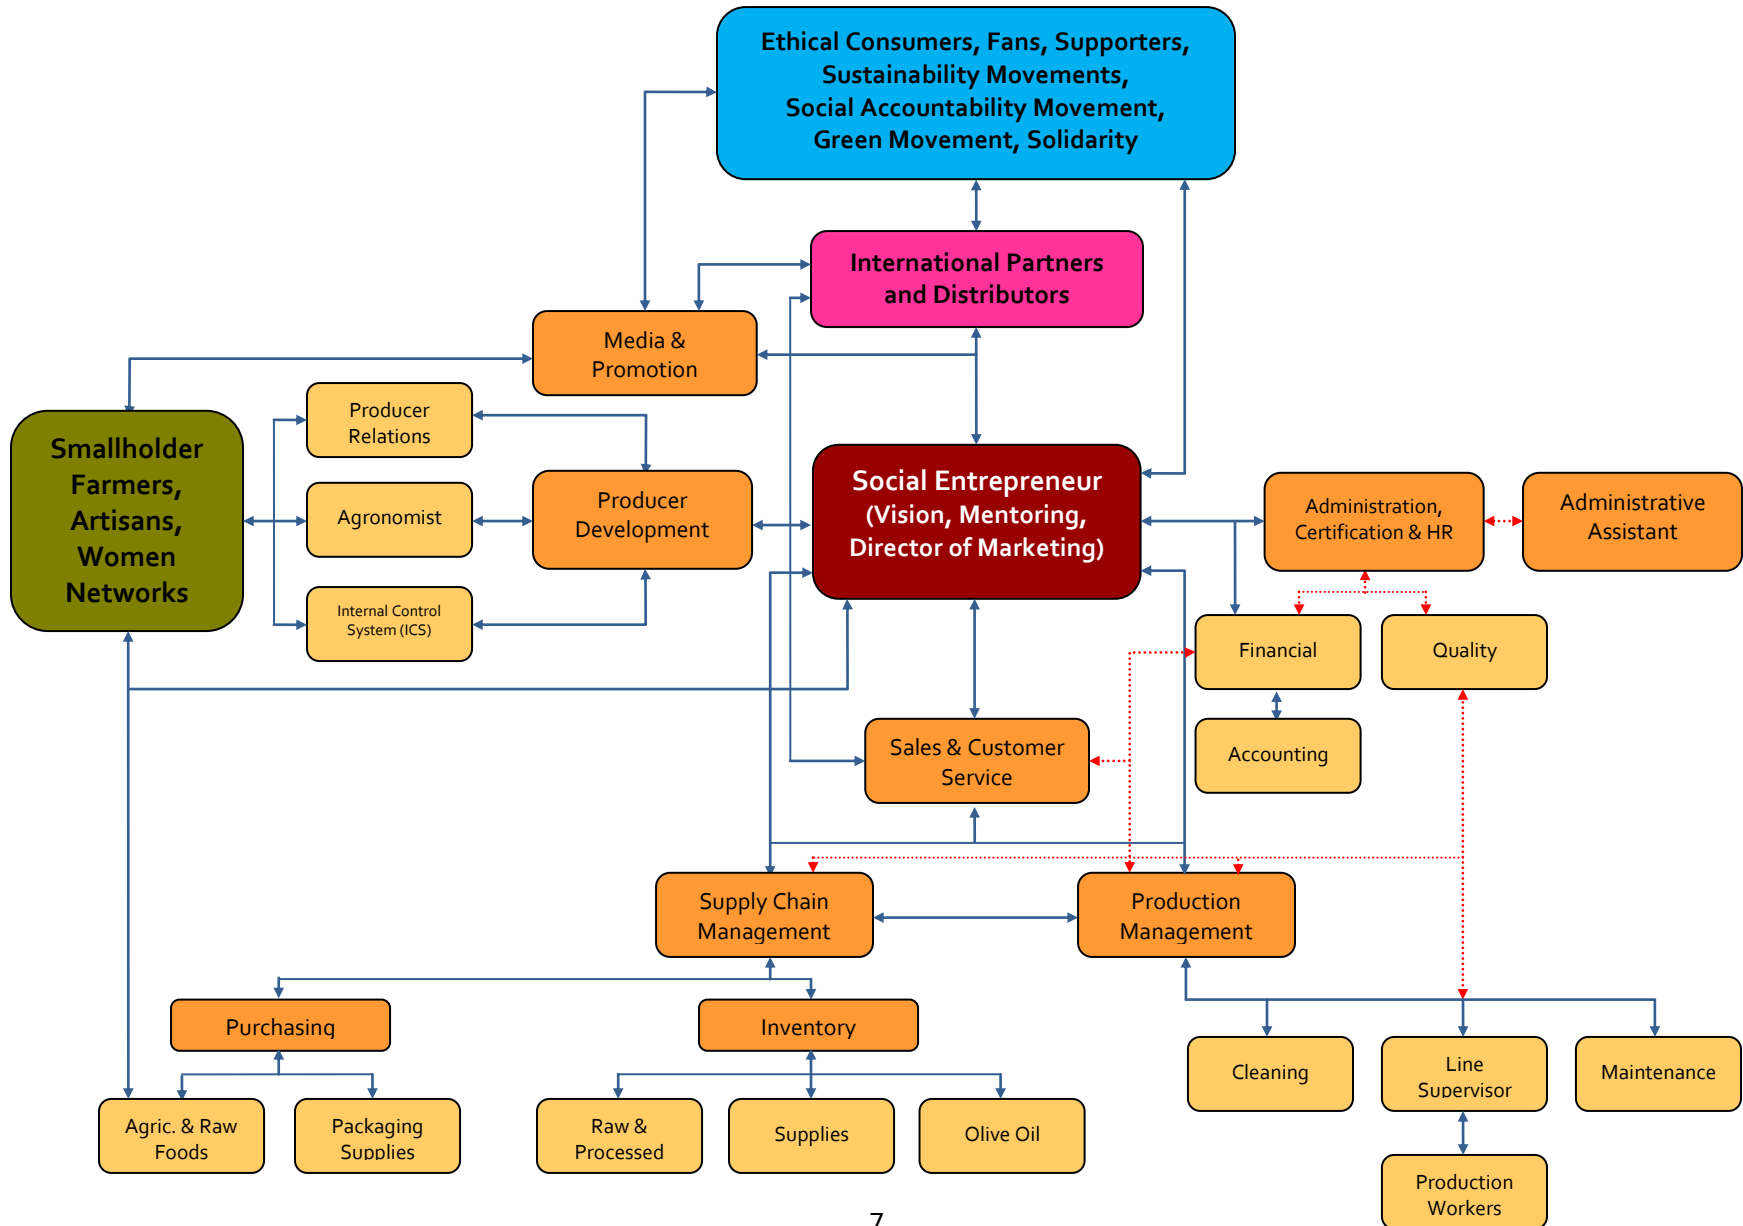 Ethical Consumers, Fans, Supporters,
Sustainability Movements,
Social Accountability Movement,
Green Movement, Solidarity
International Partners
and Distributors
Media &
Promotion
Producer
Relations
Smallholder
Farmers,
Artisans,
Women
Networks
Agronomist
Producer
Development
Internal Control
System (ICS)
Social Entrepreneur
(Vision, Mentoring,
Director of Marketing)
Administration,
Certification & HR
Administrative
Assistant
Financial
Quality
Accounting
Sales & Customer
Service
Supply Chain
Management
Production
Management
Purchasing
Inventory
Cleaning
Line
Supervisor
Maintenance
Agric. & Raw
Foods
Packaging
Supplies
Raw &
Processed
Supplies
Olive Oil
Production
Workers
7